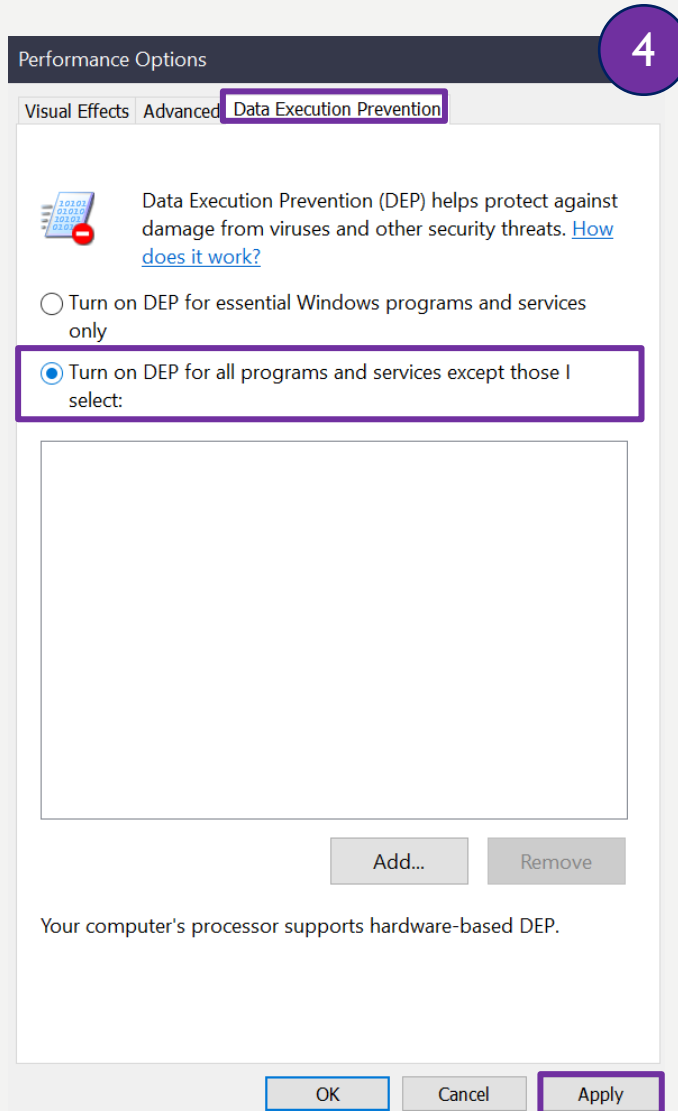 4
Performance Options
Visual Effects Advanced Data Execution Prevention
Data Execution Prevention (DEP) helps protect against
damage from viruses and other security threats. How
does it work?
Turn on DEP for essential Windows programs and services
only
Turn on DEP for all programs and services except those I
select:
Add... Remove
Your computer's processor supports hardware-based DEP.
OK Cancel Apply